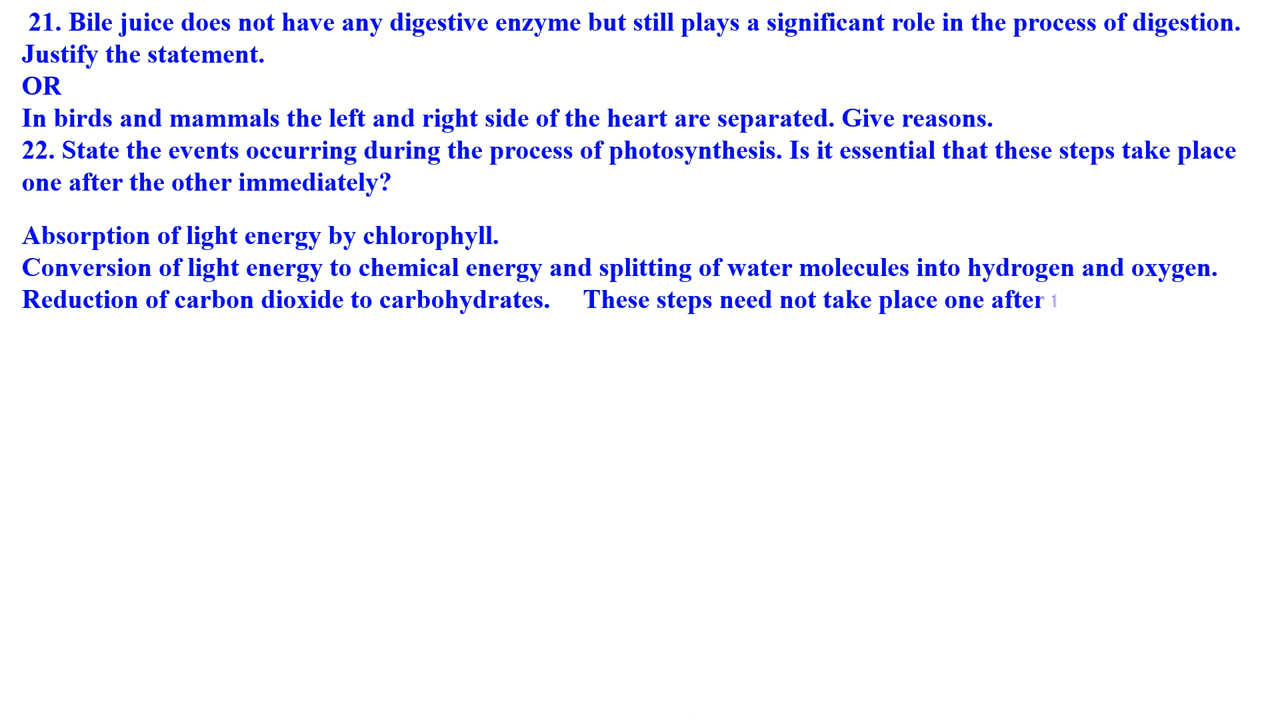 21. Bile juice does not have any digestive enzyme but still plays a significant role in the process of digestion.
Justify the statement.
OR
In birds and mammals the left and right side of the heart are separated. Give reasons.
22. State the events occurring during the process of photosynthesis. Is it essential that these steps take place
one after the other immediately?
Absorption of light energy by chlorophyll.
Conversion of light energy to chemical energy and splitting of water molecules into hydrogen and oxygen.
Reduction of carbon dioxide to carbohydrates. These steps need not take place one after